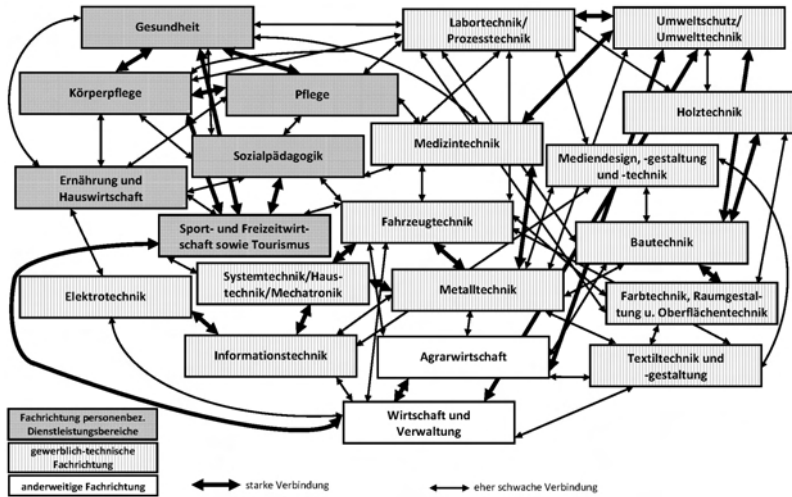 Gesundheit
Labortechnik/
Prozesstechnik
Umweltschutz/
Umwelttechnik
Körperpflege
Pflege
Holztechnik
Medizintechnik
Sozialpädagogik
Mediendesign, -gestaltung
und -technik
Ernährung und
Hauswirtschaft
Fahrzeugtechnik
Sport- und Freizeitwirt-
schaft sowie Tourismus
Bautechnik
Systemtechnik/Haus-
technik/Mechatronik
Elektrotechnik
Metalltechnik
Farbtechnik, Raumgestal-
tung u. Oberflächentechnik
Informationstechnik
Agrarwirtschaft
Textiltechnik und
-gestaltung
Wirtschaft und
Verwaltung
Fachrichtung personenbez.
Dienstleistungsbereiche
gewerblich-technische
Fachrichtung
anderweitige Fachrichtung
starke Verbindung
eher schwache Verbindung